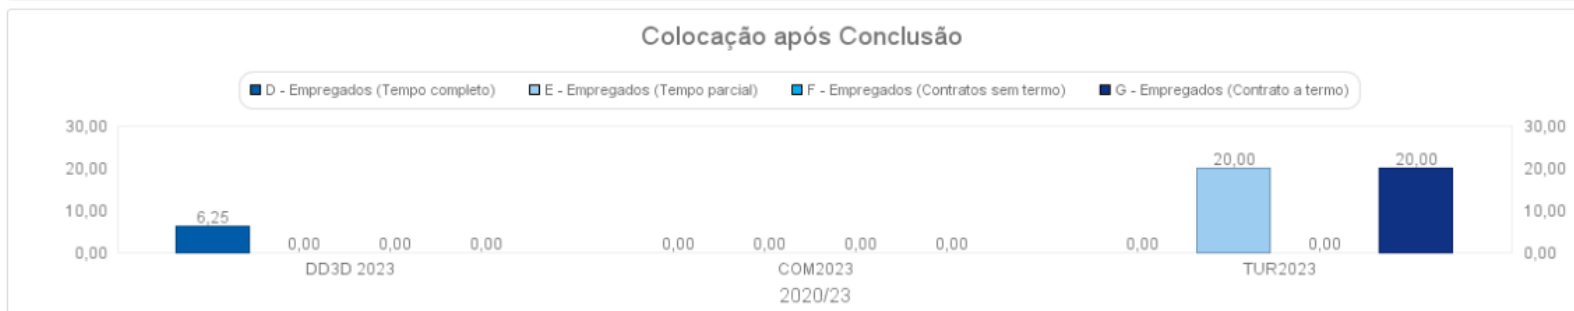 Colocação após Conclusão
D - Empregados (Tempo completo) E - Empregados (Tempo parcial) F - Empregados (Contratos sem termo) G - Empregados (Contrato a termo)
30,00 30,00
20,00 20,00 20,00 20,00
10,00 10,00
6,25
0,00 0,00 0,00 0,00 0,00 0,00 0,00 0,00 0,00
0,00 0,00
DD3D 2023 COM2023 TUR2023
2020/23